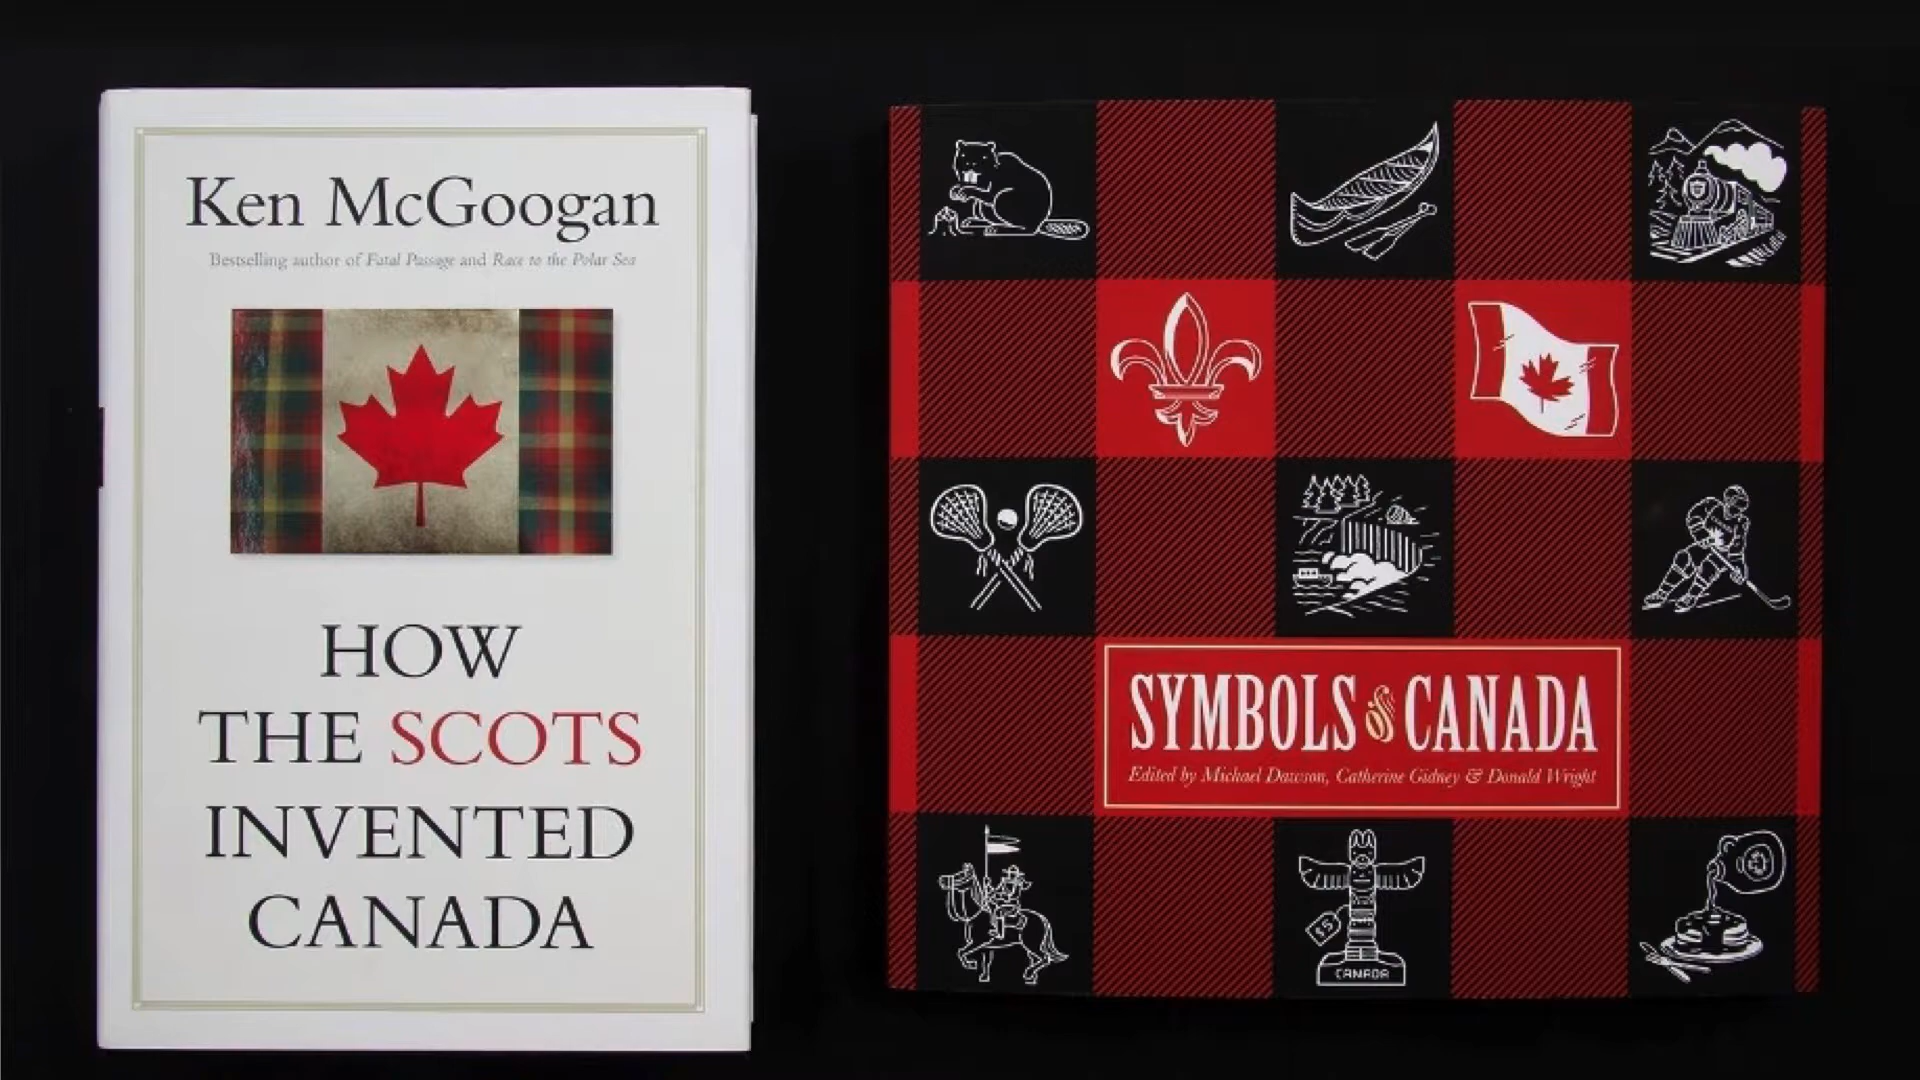 Ken McGoogan
Bestselling author of Fatal Passage and Race to the Polar Sea
HOW
THE SCOTS
INVENTED
CANADA
SYMBOLS of CANADA
Edited by Michael Dawson, Catherine Gidney & Donald Wright
$5
CANADA